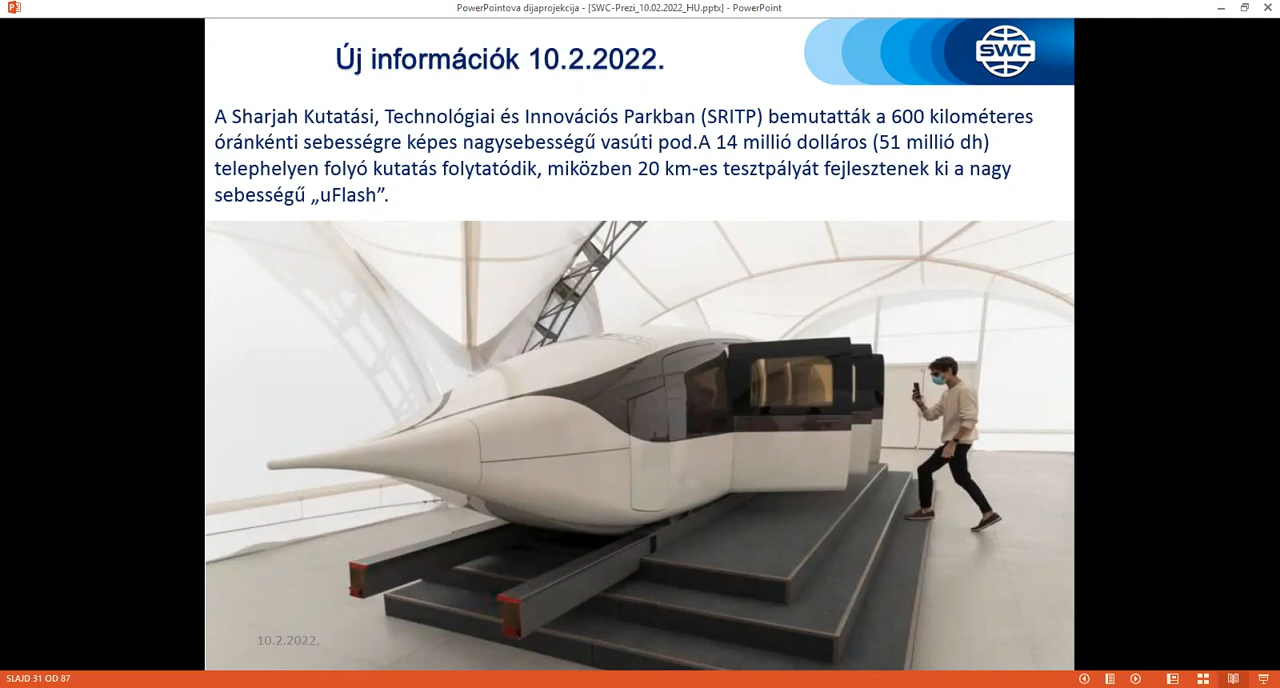 PowerPointova dijaprojekcija - [SWC-Prezi_10.02.2022_HU.pptx] - PowerPoint
Új információk 10.2.2022.
SWC
A Sharjah Kutatási, Technológiai és Innovációs Parkban (SRITP) bemutatták a 600 kilométeres
óránkénti sebességre képes nagysebességű vasúti pod.A 14 millió dolláros (51 millió dh)
telephelyen folyó kutatás folytatódik, miközben 20 km-es tesztpályát fejlesztenek ki a nagy
sebességű „uFlash”.
10.2.2022.
SLAJD 31 OD 87